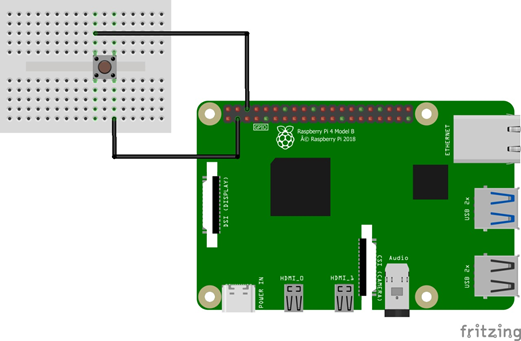 GPIO
Raspberry Pi 4 Model B
© Raspberry Pi 2018
ETHERNET
DSI (DISPLAY)
USB 2x
CSI (CAMERA)
Audio
HDMI_0
HDMI_1
POWER IN
USB 2x
fritzing